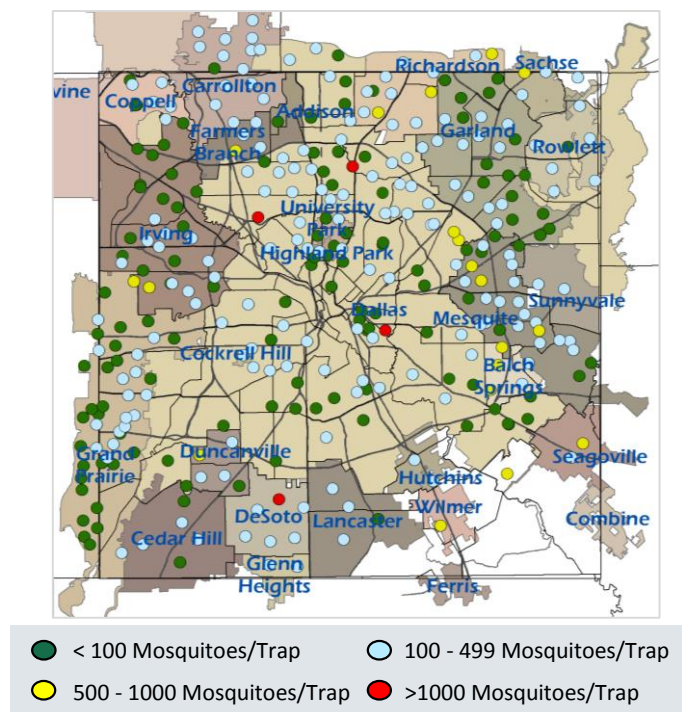 Richardson
Sachse
vine
Coppell
Carrollton
Addison
Farmers
Branch
Garland
Rowlett
University
Park
Irving
Highland Park
Dallas
Mesquite
Sunnyvale
Cockrell Hill
Balch
Springs
Grand
Prairie
Duncanville
Hutchins
Seagoville
DeSoto
Lancaster
Wilmer
Combine
Cedar Hill
Glenn
Heights
Ferris
< 100 Mosquitoes/Trap
100 - 499 Mosquitoes/Trap
500 - 1000 Mosquitoes/Trap
>1000 Mosquitoes/Trap